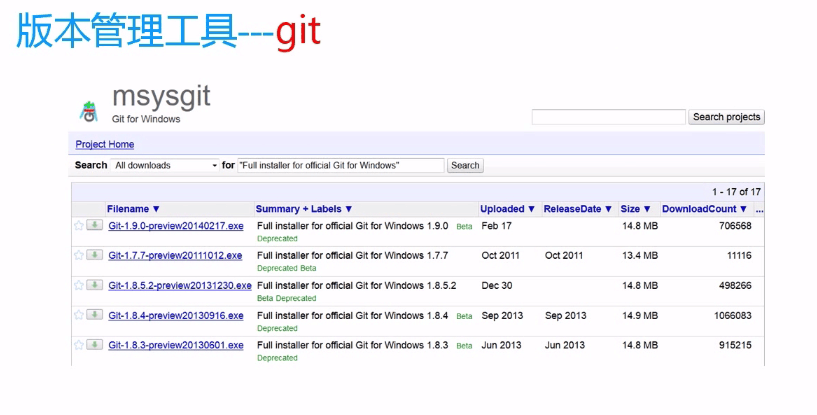 版本管理工具---git
msysgit
Git for Windows
Search projects
Project Home
Search All downloads for "Full installer for official Git for Windows" Search
1 - 17 of 17
Filename ▼ Summary + Labels ▼ Uploaded ▼ ReleaseDate ▼ Size ▼ DownloadCount ▼ ...
Git-1.9.0-preview20140217.exe Full installer for official Git for Windows 1.9.0 Beta Feb 17 14.8 MB 706568
Deprecated
Git-1.7.7-preview20111012.exe Full installer for official Git for Windows 1.7.7 Oct 2011 Oct 2011 13.4 MB 11116
Deprecated Beta
Git-1.8.5.2-preview20131230.exe Full installer for official Git for Windows 1.8.5.2 Dec 30 14.8 MB 498266
Beta Deprecated
Git-1.8.4-preview20130916.exe Full installer for official Git for Windows 1.8.4 Beta Sep 2013 Sep 2013 14.9 MB 1066083
Deprecated
Git-1.8.3-preview20130601.exe Full installer for official Git for Windows 1.8.3 Beta Jun 2013 Jun 2013 14.8 MB 915215
Deprecated